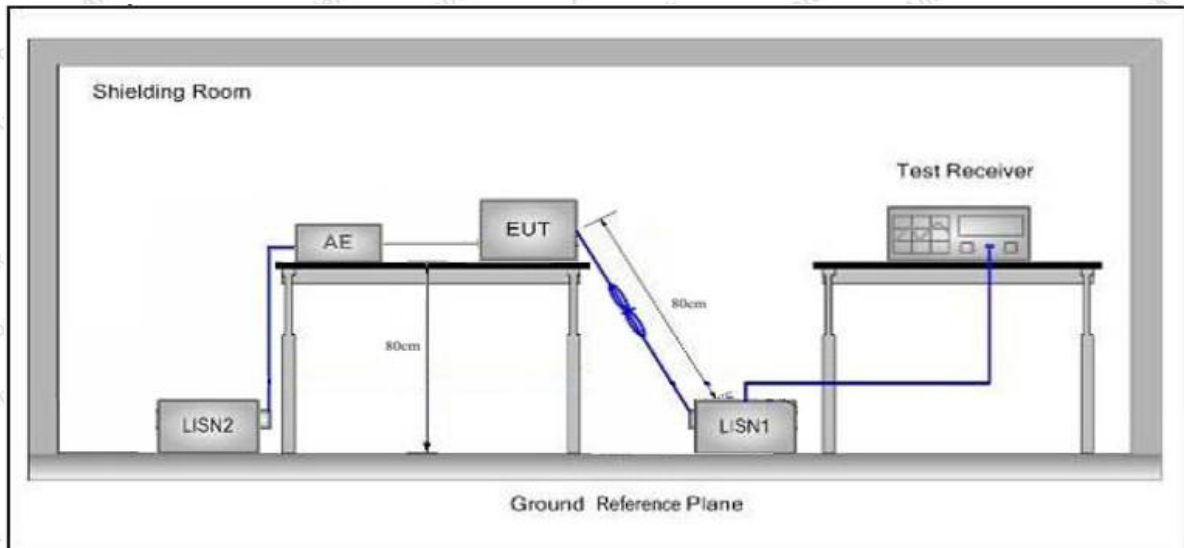 Shielding Room
Test Receiver
AE
EUT
80cm
80cm
LISN2
LISN1
Ground Reference Plane